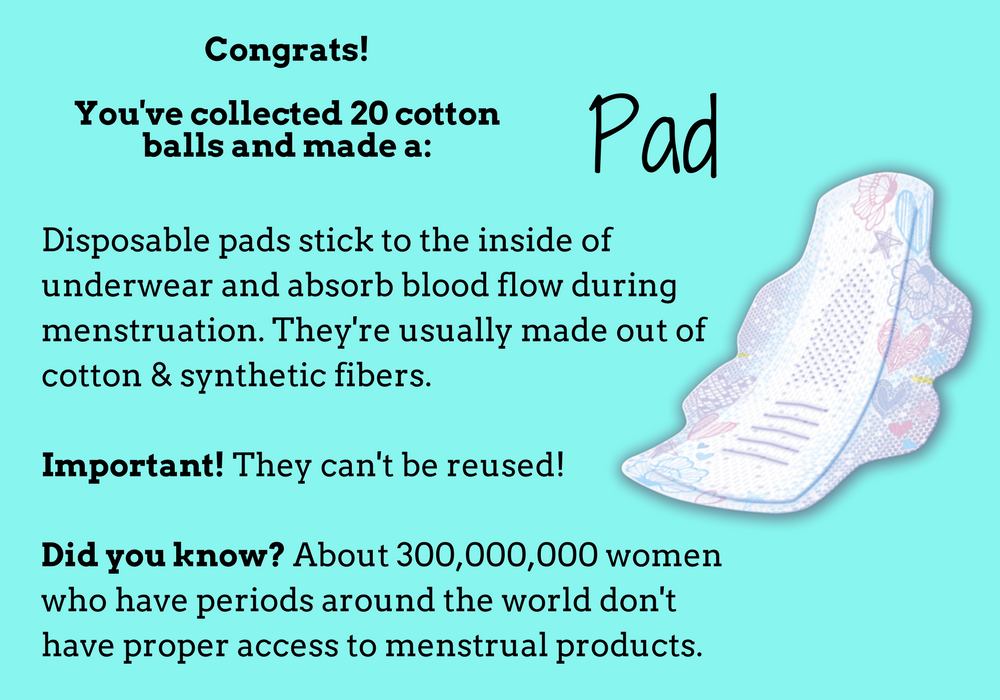 Congrats!
You've collected 20 cotton
balls and made a:
Pad
Disposable pads stick to the inside of
underwear and absorb blood flow during
menstruation. They're usually made out of
cotton & synthetic fibers.
Important! They can't be reused!
Did you know? About 300,000,000 women
who have periods around the world don't
have proper access to menstrual products.